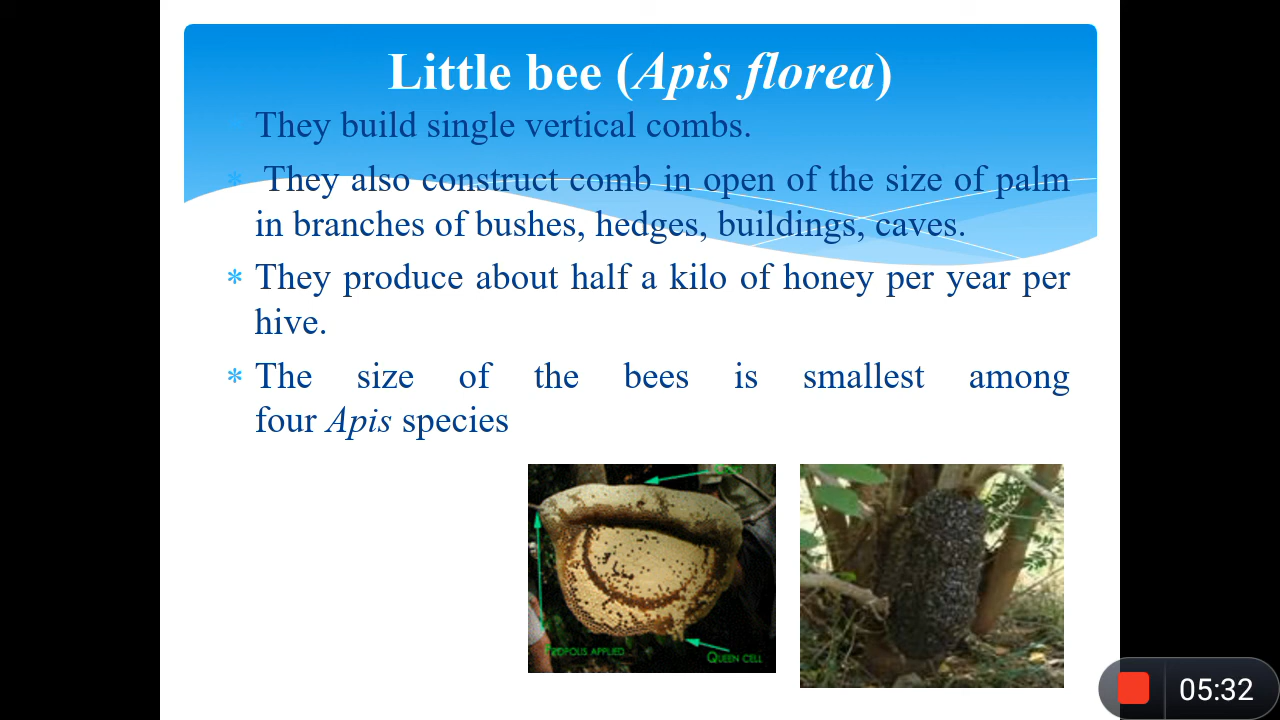 Little bee (Apis florea)
They build single vertical combs.
* They also construct comb in open of the size of palm
in branches of bushes, hedges, buildings, caves.
* They produce about half a kilo of honey per year per
hive.
* The size of the bees is smallest among
four Apis species
PROPOLIS APPLIED
QUEEN CELL
05:32